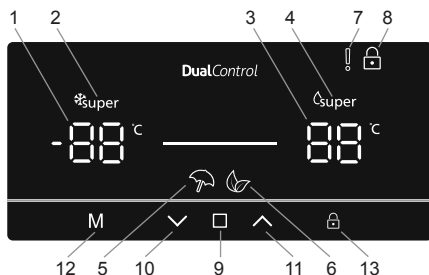 1 2 3 4 7 8
DualControl
super super
-88 °C 88 °C
M
12 5 10 9 11 6 13